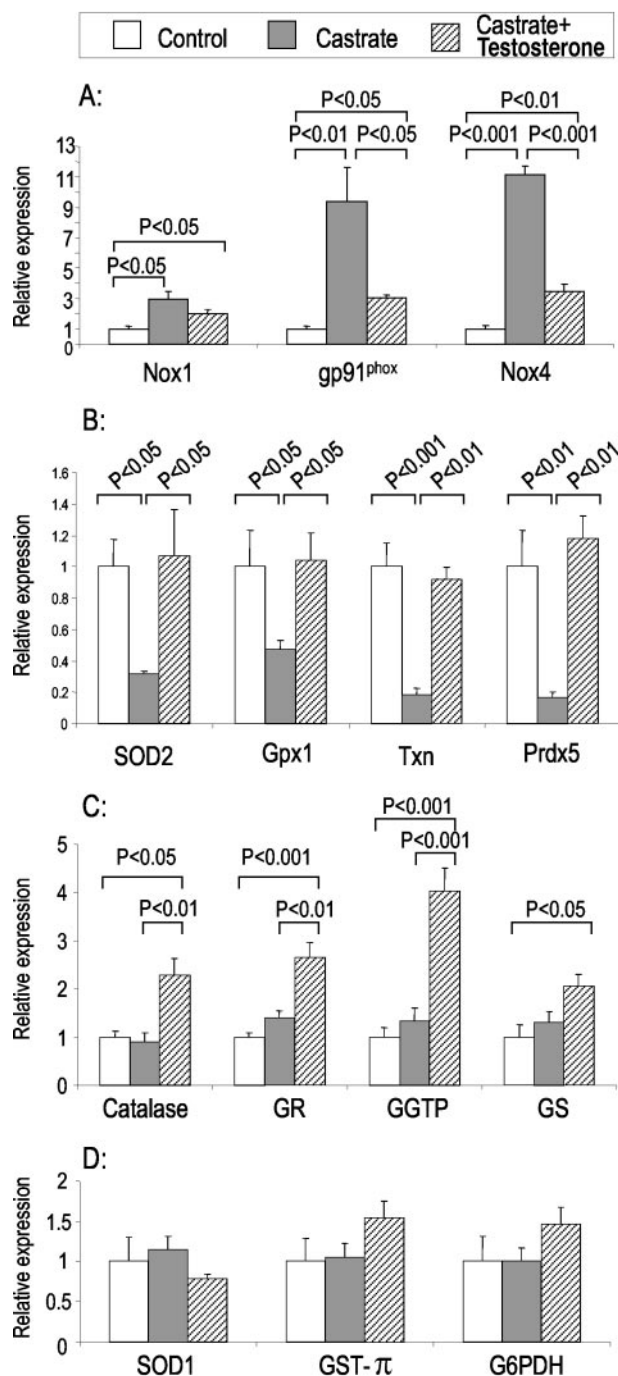 Control Castrate Castrate+
Testosterone
A:
P<0.05 P<0.01
P<0.01 P<0.05 P<0.001 P<0.001
P<0.05
P<0.05
Relative expression
13
11
9
7
5
3
1
0
Nox1 gp91phox Nox4
B:
P<0.05 P<0.05 P<0.05 P<0.05 P<0.001 P<0.01 P<0.01 P<0.01
Relative expression
1.6
1.4
1.2
1
0.8
0.6
0.4
0.2
0
SOD2 Gpx1 Txn Prdx5
C:
P<0.001
P<0.05 P<0.001 P<0.001
P<0.01 P<0.01 P<0.05
Relative expression
5
4
3
2
1
0
Catalase GR GGTP GS
D:
Relative expression
2
1.5
1
0.5
0
SOD1 GST-π G6PDH